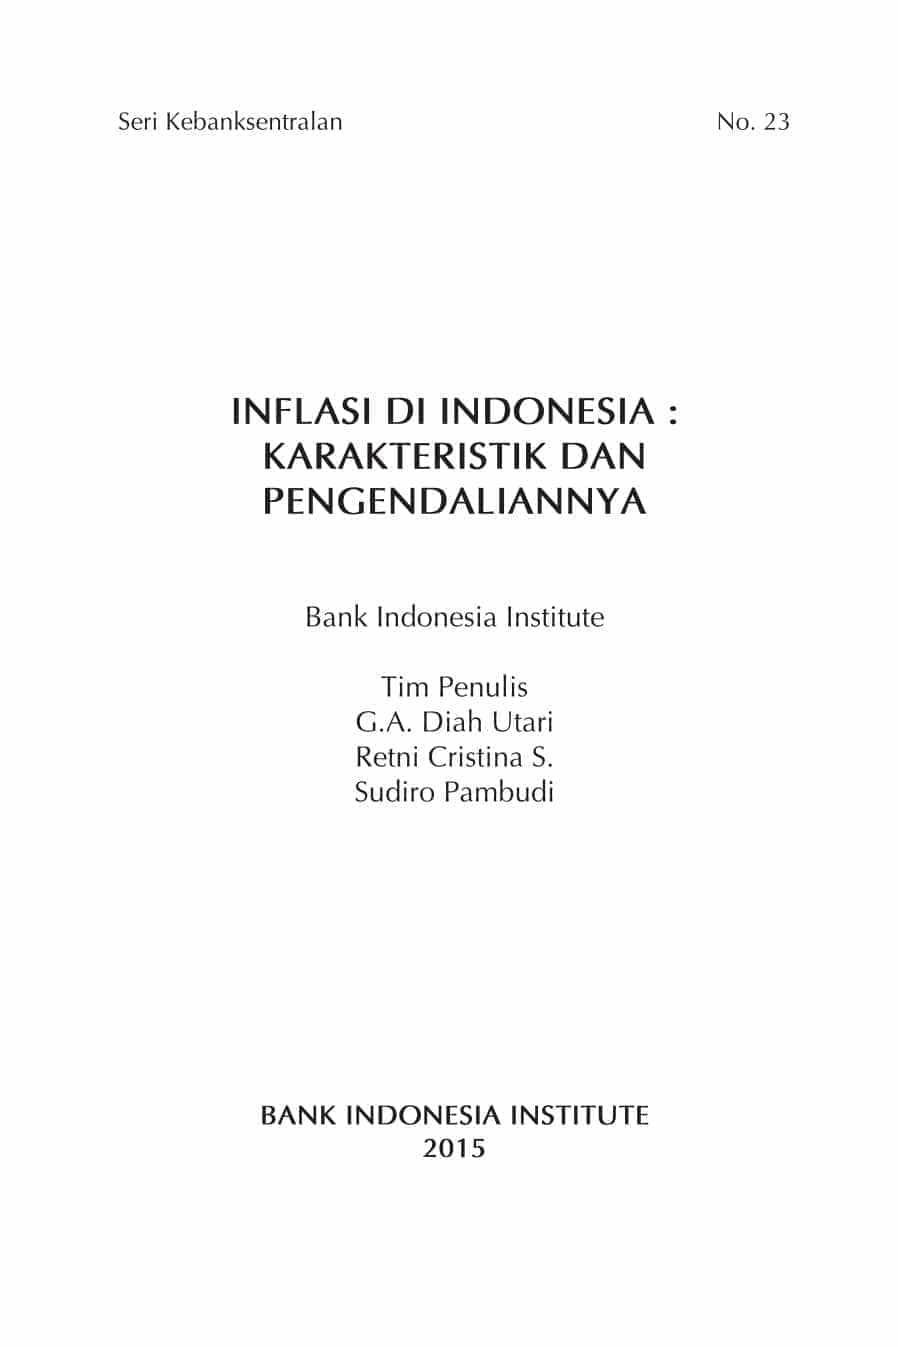 Seri Kebanksentralan No. 23
INFLASI DI INDONESIA :
KARAKTERISTIK DAN
PENGENDALIANNYA
Bank Indonesia Institute
Tim Penulis
G.A. Diah Utari
Retni Cristina S.
Sudiro Pambudi
BANK INDONESIA INSTITUTE
2015